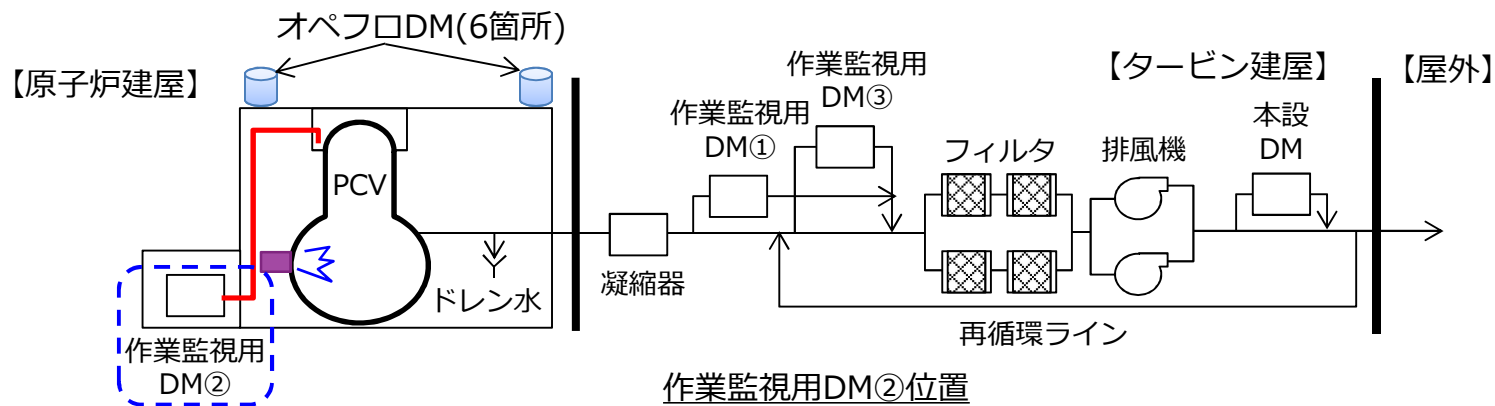 オペフロDM(6箇所)
【原子炉建屋】
作業監視用
DM③
【タービン建屋】
【屋外】
作業監視用
DM①
フィルタ
排風機
本設
DM
PCV
凝縮器
ドレン水
再循環ライン
作業監視用
DM②
作業監視用DM②位置